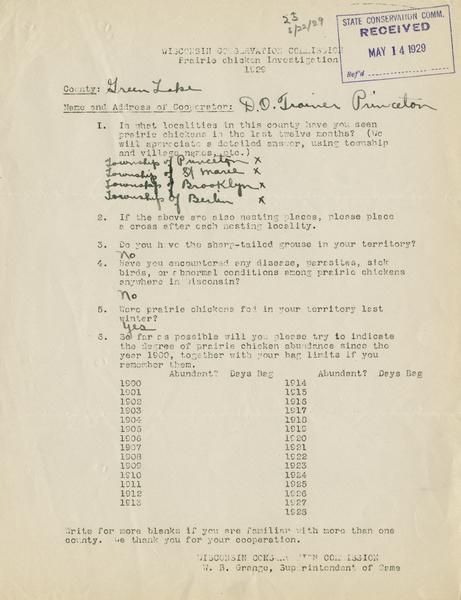 23
5/22/29
STATE CONSERVATION COMM.
RECEIVED
MAY 14 1929
Ref'd
WISCONSIN CONSERVATION COMMISSION
Prairie Chicken Investigation
1929
County: Green Lake
Name and Address of Cooperator: D.O. Trainer Princeton
1. In what localities in this county have you seen
prairie chickens in the last twelve months? (We
will appreciate a detailed answer, using township
and village names, etc.)
Township of Princeton x
Township of St Marie x
Township of Brooklyn x
Township of Berlin x
2. If the above are also nesting places, please place
a cross after each nesting locality.
3. Do you have the sharp-tailed grouse in your territory?
No
4. Have you encountered any disease, parasites, sick
birds, or abnormal conditions among prairie chickens
anywhere in Wisconsin?
No
5. Were prairie chickens fed in your territory last
winter?
Yes
6. So far as possible will you please try to indicate
the degree of prairie chicken abundance since the
year 1900, together with your bag limits if you
remember them.
Abundant? Days Bag Abundant? Days Bag
1900 1914
1901 1915
1902 1916
1903 1917
1904 1918
1905 1919
1906 1920
1907 1921
1908 1922
1909 1923
1910 1924
1911 1925
1912 1926
1913 1927
1928
Write for more blanks if you are familiar with more than one
county. We thank you for your cooperation.
WISCONSIN CONSERVATION COMMISSION
W. B. Grange, Superintendent of Game